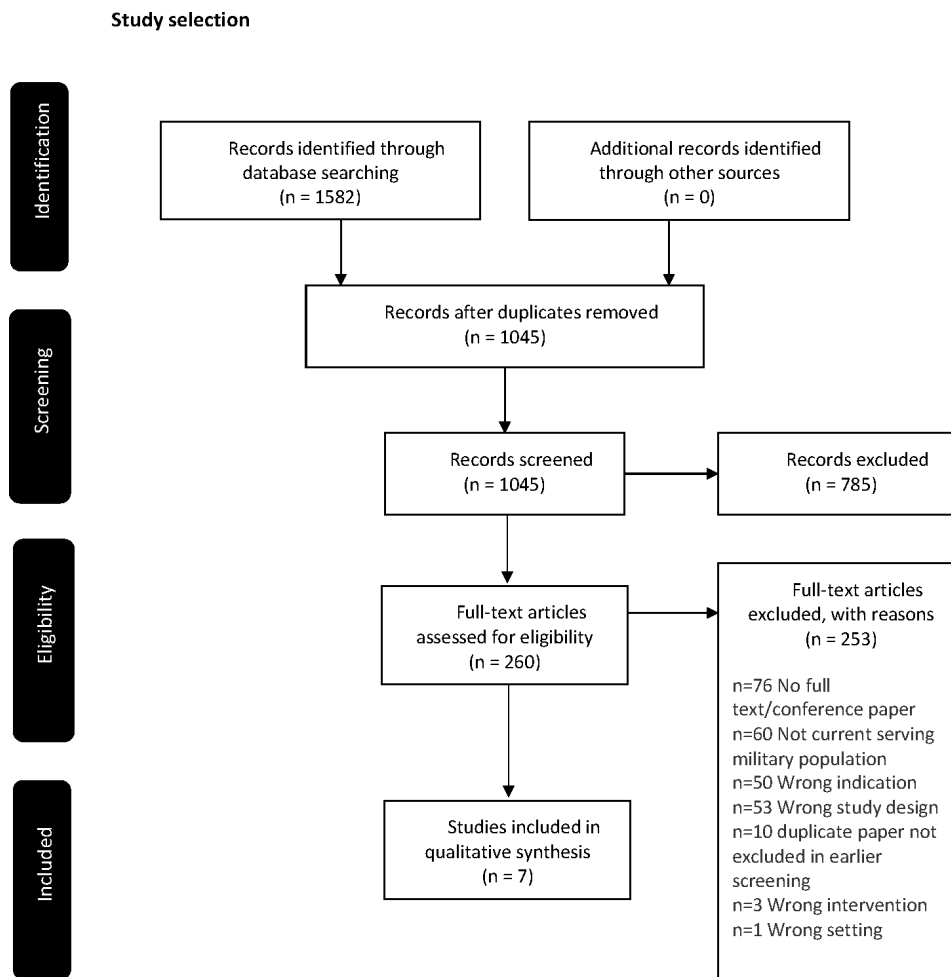 Study selection
Identification
Records identified through
database searching
(n = 1582)
Additional records identified
through other sources
(n = 0)
Screening
Records after duplicates removed
(n = 1045)
Records screened
(n = 1045)
Records excluded
(n = 785)
Eligibility
Full-text articles
assessed for eligibility
(n = 260)
Full-text articles
excluded, with reasons
(n = 253)
n=76 No full
text/conference paper
n=60 Not current serving
military population
n=50 Wrong indication
n=53 Wrong study design
n=10 duplicate paper not
excluded in earlier
screening
n=3 Wrong intervention
n=1 Wrong setting
Included
Studies included in
qualitative synthesis
(n = 7)